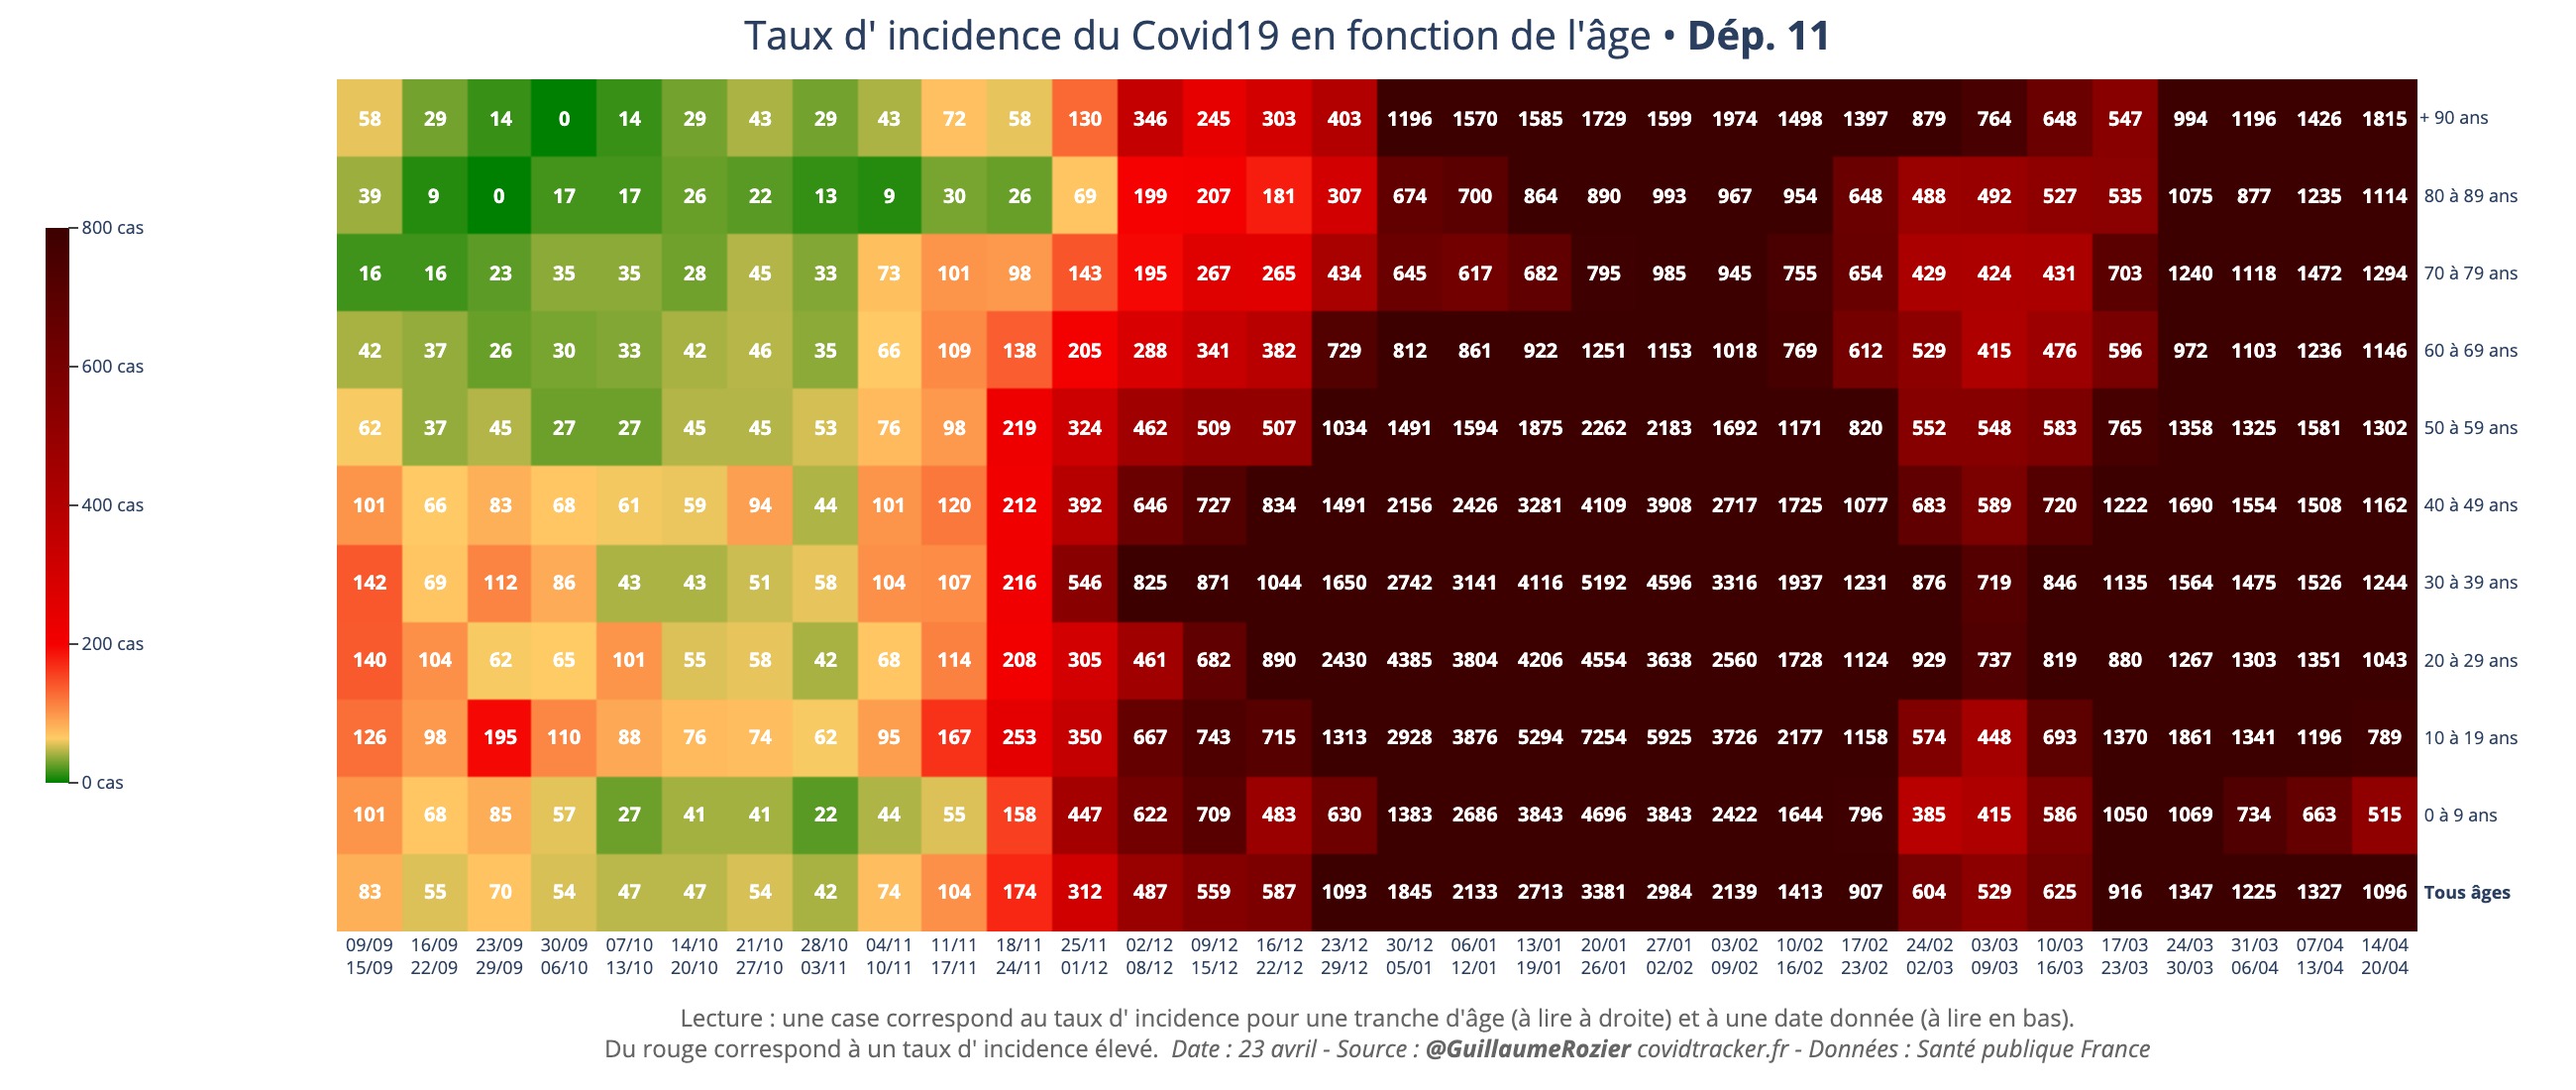 Taux d' incidence du Covid19 en fonction de l'âge • Dép. 11
58 29 14 0 14 29 43 29 43 72 58 130 346 245 303 403 1196 1570 1585 1729 1599 1974 1498 1397 879 764 648 547 994 1196 1426 1815 + 90 ans
39 9 0 17 17 26 22 13 9 30 26 69 199 207 181 307 674 700 864 890 993 967 954 648 488 492 527 535 1075 877 1235 1114 80 à 89 ans
800 cas
16 16 23 35 35 28 45 33 73 101 98 143 195 267 265 434 645 617 682 795 985 945 755 654 429 424 431 703 1240 1118 1472 1294 70 à 79 ans
42 37 26 30 33 42 46 35 66 109 138 205 288 341 382 729 812 861 922 1251 1153 1018 769 612 529 415 476 596 972 1103 1236 1146 60 à 69 ans
600 cas
62 37 45 27 27 45 45 53 76 98 219 324 462 509 507 1034 1491 1594 1875 2262 2183 1692 1171 820 552 548 583 765 1358 1325 1581 1302 50 à 59 ans
400 cas
101 66 83 68 61 59 94 44 101 120 212 392 646 727 834 1491 2156 2426 3281 4109 3908 2717 1725 1077 683 589 720 1222 1690 1554 1508 1162 40 à 49 ans
142 69 112 86 43 43 51 58 104 107 216 546 825 871 1044 1650 2742 3141 4116 5192 4596 3316 1937 1231 876 719 846 1135 1564 1475 1526 1244 30 à 39 ans
200 cas
140 104 62 65 101 55 58 42 68 114 208 305 461 682 890 2430 4385 3804 4206 4554 3638 2560 1728 1124 929 737 819 880 1267 1303 1351 1043 20 à 29 ans
126 98 195 110 88 76 74 62 95 167 253 350 667 743 715 1313 2928 3876 5294 7254 5925 3726 2177 1158 574 448 693 1370 1861 1341 1196 789 10 à 19 ans
0 cas
101 68 85 57 27 41 41 22 44 55 158 447 622 709 483 630 1383 2686 3843 4696 3843 2422 1644 796 385 415 586 1050 1069 734 663 515 0 à 9 ans
83 55 70 54 47 47 54 42 74 104 174 312 487 559 587 1093 1845 2133 2713 3381 2984 2139 1413 907 604 529 625 916 1347 1225 1327 1096 Tous âges
09/09 16/09 23/09 30/09 07/10 14/10 21/10 28/10 04/11 11/11 18/11 25/11 02/12 09/12 16/12 23/12 30/12 06/01 13/01 20/01 27/01 03/02 10/02 17/02 24/02 03/03 10/03 17/03 24/03 31/03 07/04 14/04
15/09 22/09 29/09 06/10 13/10 20/10 27/10 03/11 10/11 17/11 24/11 01/12 08/12 15/12 22/12 29/12 05/01 12/01 19/01 26/01 02/02 09/02 16/02 23/02 02/03 09/03 16/03 23/03 30/03 06/04 13/04 20/04
Lecture : une case correspond au taux d' incidence pour une tranche d'âge (à lire à droite) et à une date donnée (à lire en bas).
Du rouge correspond à un taux d' incidence élevé. Date : 23 avril - Source : @GuillaumeRozier covidtracker.fr - Données : Santé publique France